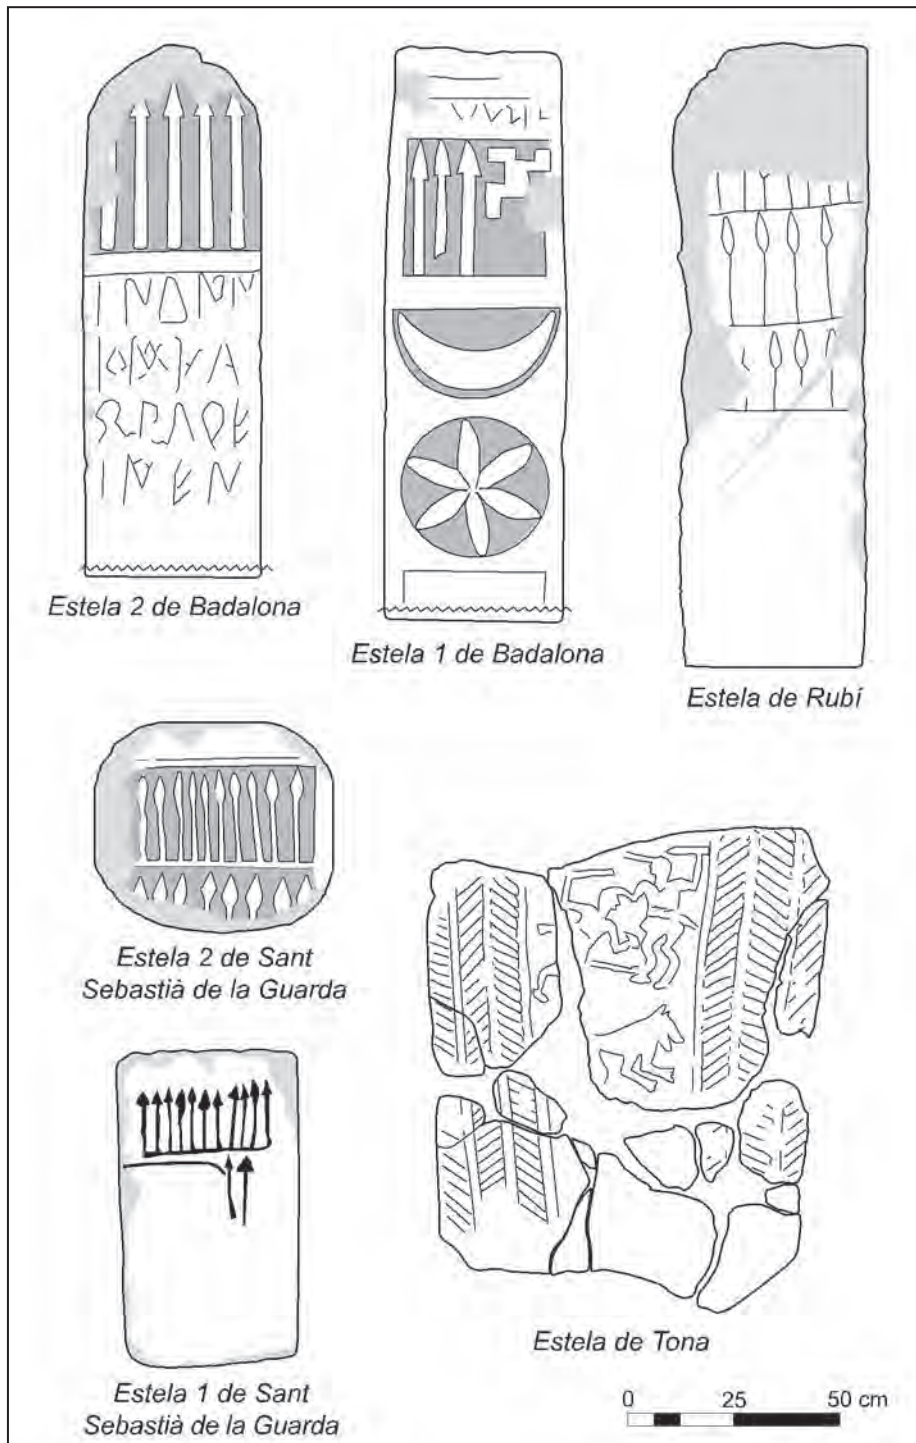 Estela 2 de Badalona
Estela 1 de Badalona
Estela de Rubí
Estela 2 de Sant
Sebastià de la Guarda
Estela 1 de Sant
Sebastià de la Guarda
Estela de Tona
0 25 50 cm